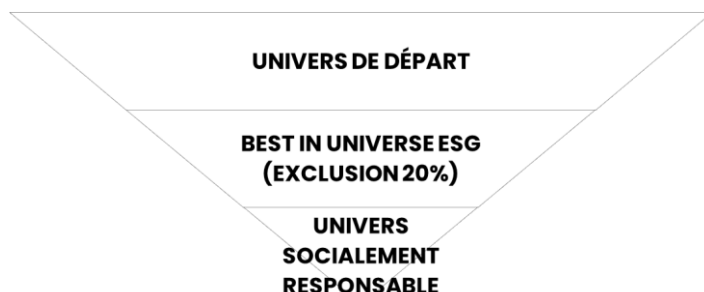 UNIVERS DE DÉPART
BEST IN UNIVERSE ESG
(EXCLUSION 20%)
UNIVERS
SOCIALEMENT
RESPONSABLE